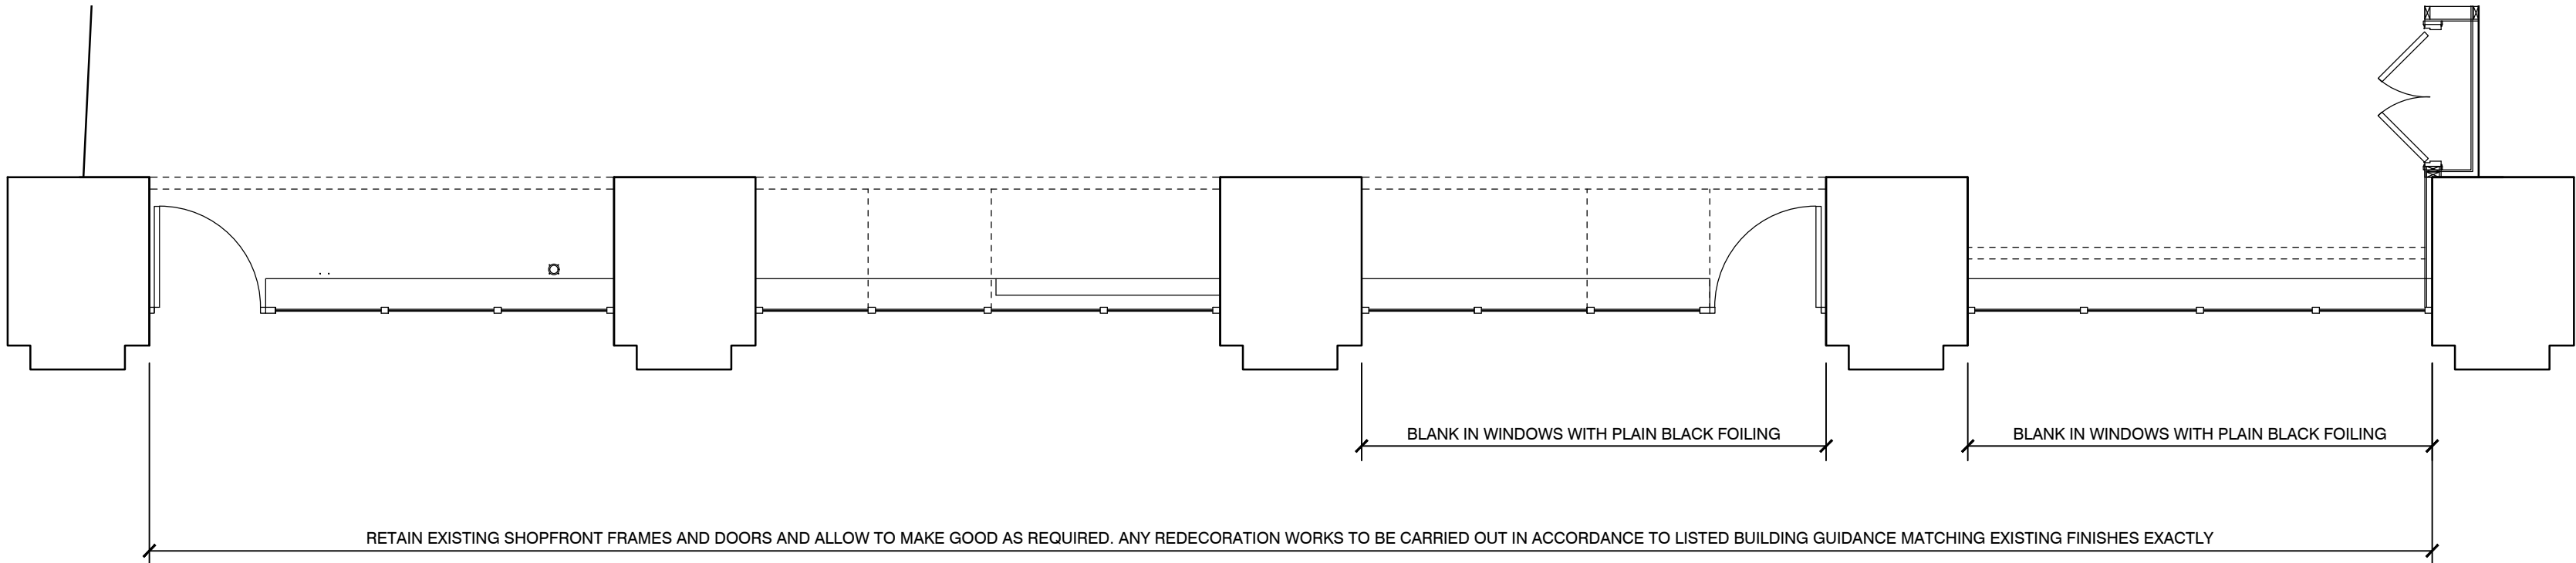 BLANK IN WINDOWS WITH PLAIN BLACK FOILING
BLANK IN WINDOWS WITH PLAIN BLACK FOILING
RETAIN EXISTING SHOPFRONT FRAMES AND DOORS AND ALLOW TO MAKE GOOD AS REQUIRED. ANY REDECORATION WORKS TO BE CARRIED OUT IN ACCORDANCE TO LISTED BUILDING GUIDANCE MATCHING EXISTING FINISHES EXACTLY